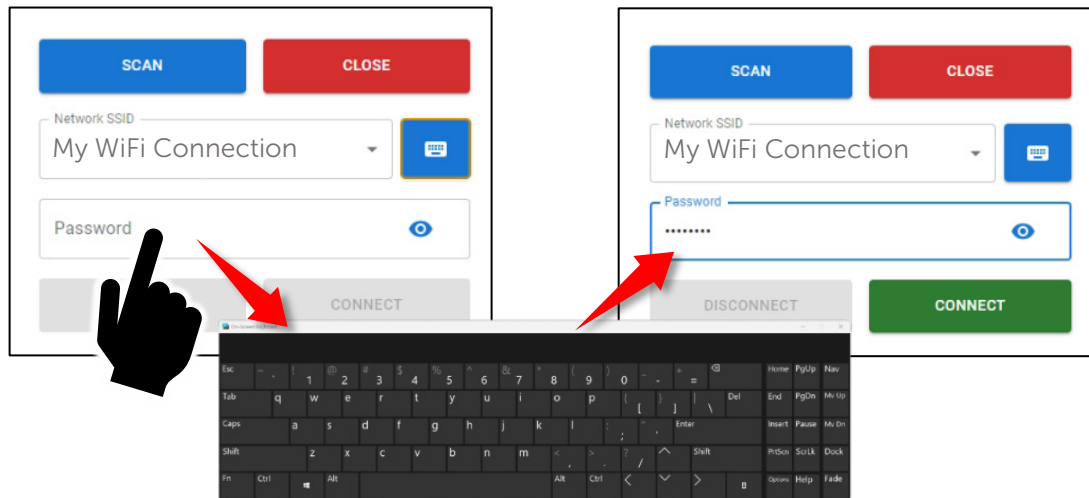 SCAN CLOSE
Network SSID
My WiFi Connection
Password
CONNECT
SCAN CLOSE
Network SSID
My WiFi Connection
Password
••••••••
DISCONNECT CONNECT
On-Screen Keyboard
Esc ~ ` ! 1 @ 2 # 3 $ 4 % 5 ^ 6 & 7 * 8 ( 9 ) 0 _ - + = Home PgUp Nav
Tab q w e r t y u i o p { [ } ] | \ Del End PgDn Mv Up
Caps a s d f g h j k l : ; " ' Enter Insert Pause Mv Dn
Shift z x c v b n m < , > . ? / Shift PrtScn ScrLk Dock
Fn Ctrl Alt Alt Ctrl Options Help Fade